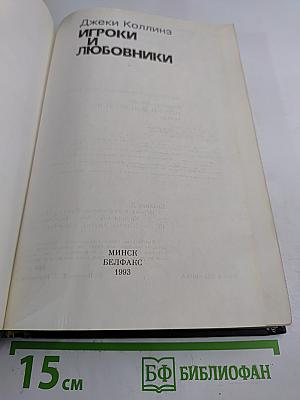 Джеки Коллинз
ИГРОКИ
И
ЛЮБОВНИКИ
МИНСК
БЕЛФАКС
1993
15 см
БФ БИБЛИОФАН